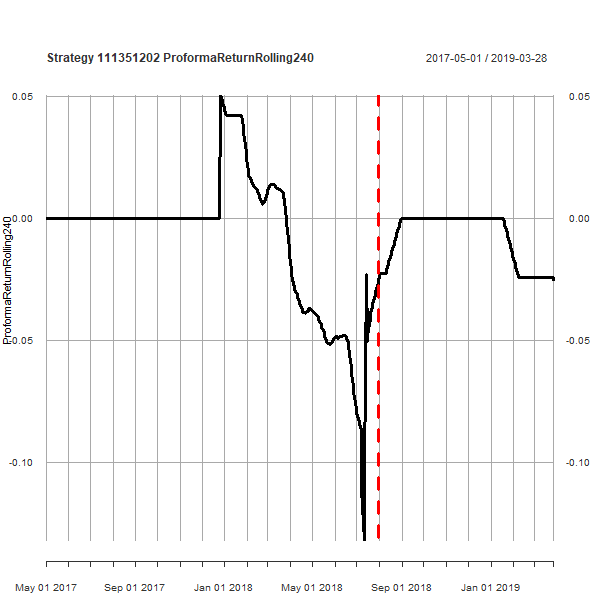 Strategy 111351202 ProformaReturnRolling240
2017-05-01 / 2019-03-28
0.05 0.05
0.00 0.00
ProformaReturnRolling240
-0.05 -0.05
-0.10 -0.10
May 01 2017 Sep 01 2017 Jan 01 2018 May 01 2018 Sep 01 2018 Jan 01 2019